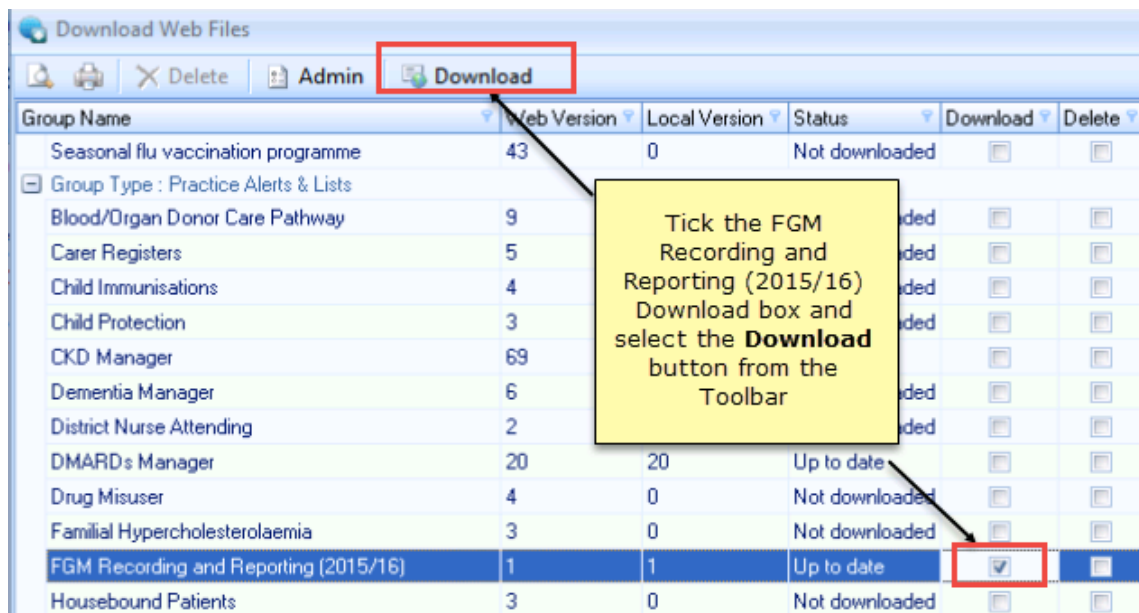 Download Web Files
Delete Admin Download
Group Name Web Version Local Version Status Download Delete
Seasonal flu vaccination programme 43 0 Not downloaded
Group Type : Practice Alerts & Lists
Blood/Organ Donor Care Pathway 9
Carer Registers 5
Child Immunisations 4
Child Protection 3
CKD Manager 69
Dementia Manager 6
District Nurse Attending 2
Tick the FGM
Recording and
Reporting (2015/16)
Download box and
select the Download
button from the
Toolbar
DMARDs Manager 20 20 Up to date
Drug Misuser 4 0 Not downloaded
Familial Hypercholesterolaemia 3 0 Not downloaded
FGM Recording and Reporting (2015/16) 1 1 Up to date
Housebound Patients 3 0 Not downloaded